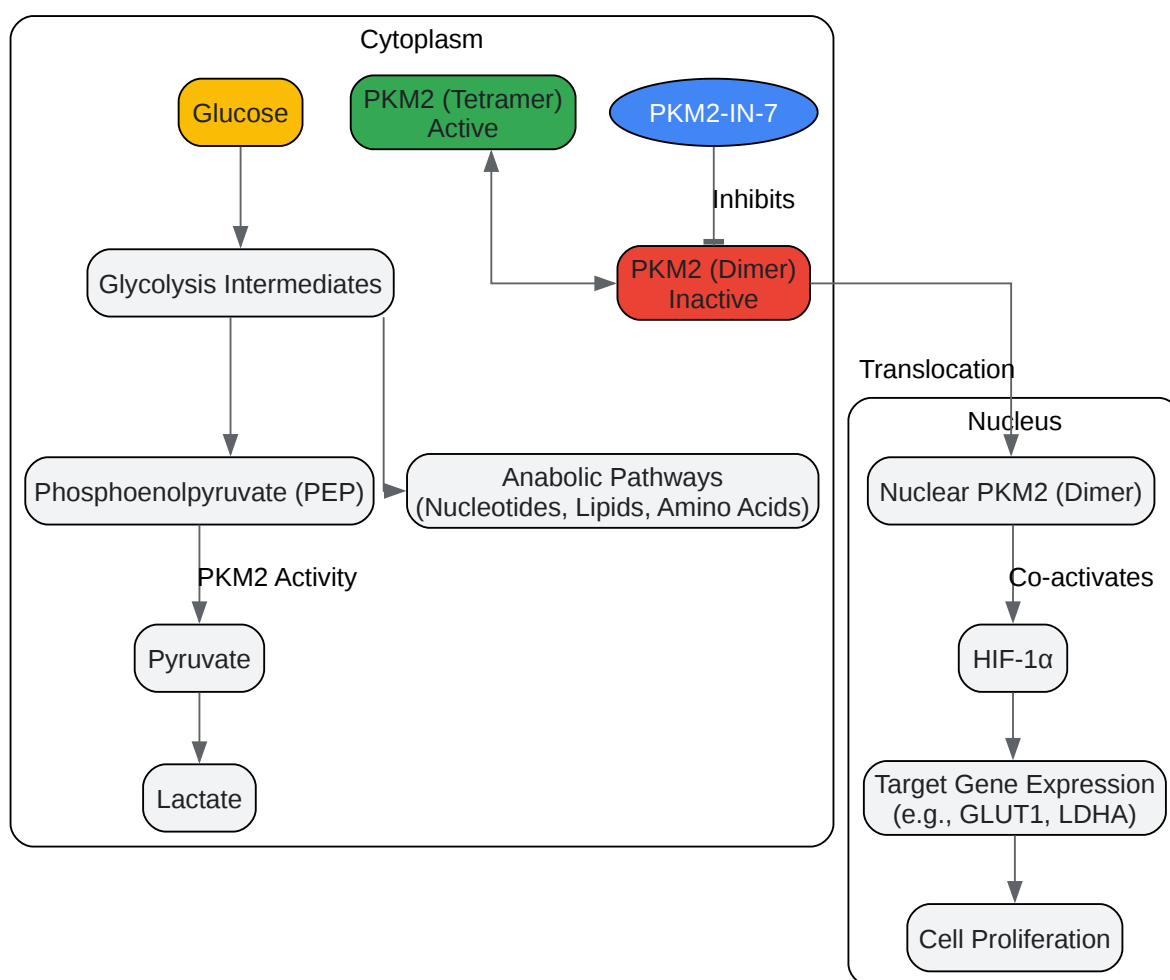 Cytoplasm
Glucose
PKM2 (Tetramer)
Active
PKM2-IN-7
Inhibits
Glycolysis Intermediates
PKM2 (Dimer)
Inactive
Translocation
Nucleus
Phosphoenolpyruvate (PEP)
Anabolic Pathways
(Nucleotides, Lipids, Amino Acids)
Nuclear PKM2 (Dimer)
PKM2 Activity
Co-activates
Pyruvate
HIF-1α
Lactate
Target Gene Expression
(e.g., GLUT1, LDHA)
Cell Proliferation